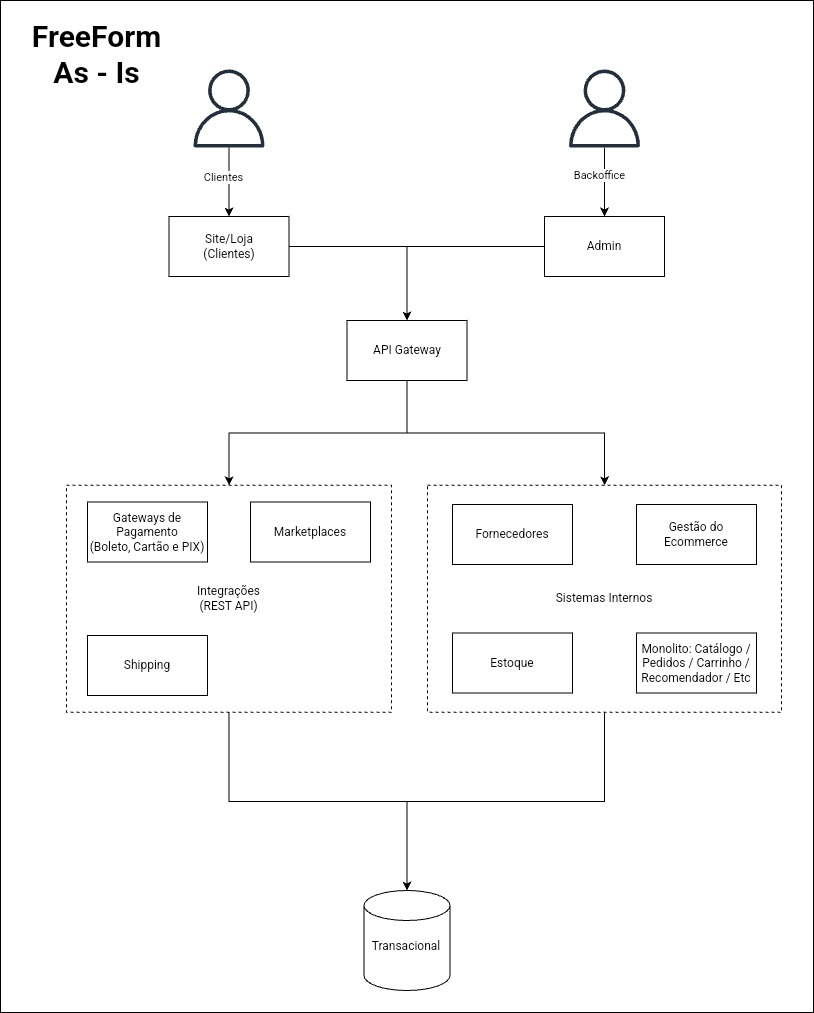 FreeForm
As - Is
Clientes
Backoffice
Site/Loja
(Clientes)
Admin
API Gateway
Gateways de
Pagamento
(Boleto, Cartão e PIX)
Marketplaces
Integrações
(REST API)
Shipping
Fornecedores
Gestão do
Ecommerce
Sistemas Internos
Estoque
Monolito: Catálogo /
Pedidos / Carrinho /
Recomendador / Etc
Transacional